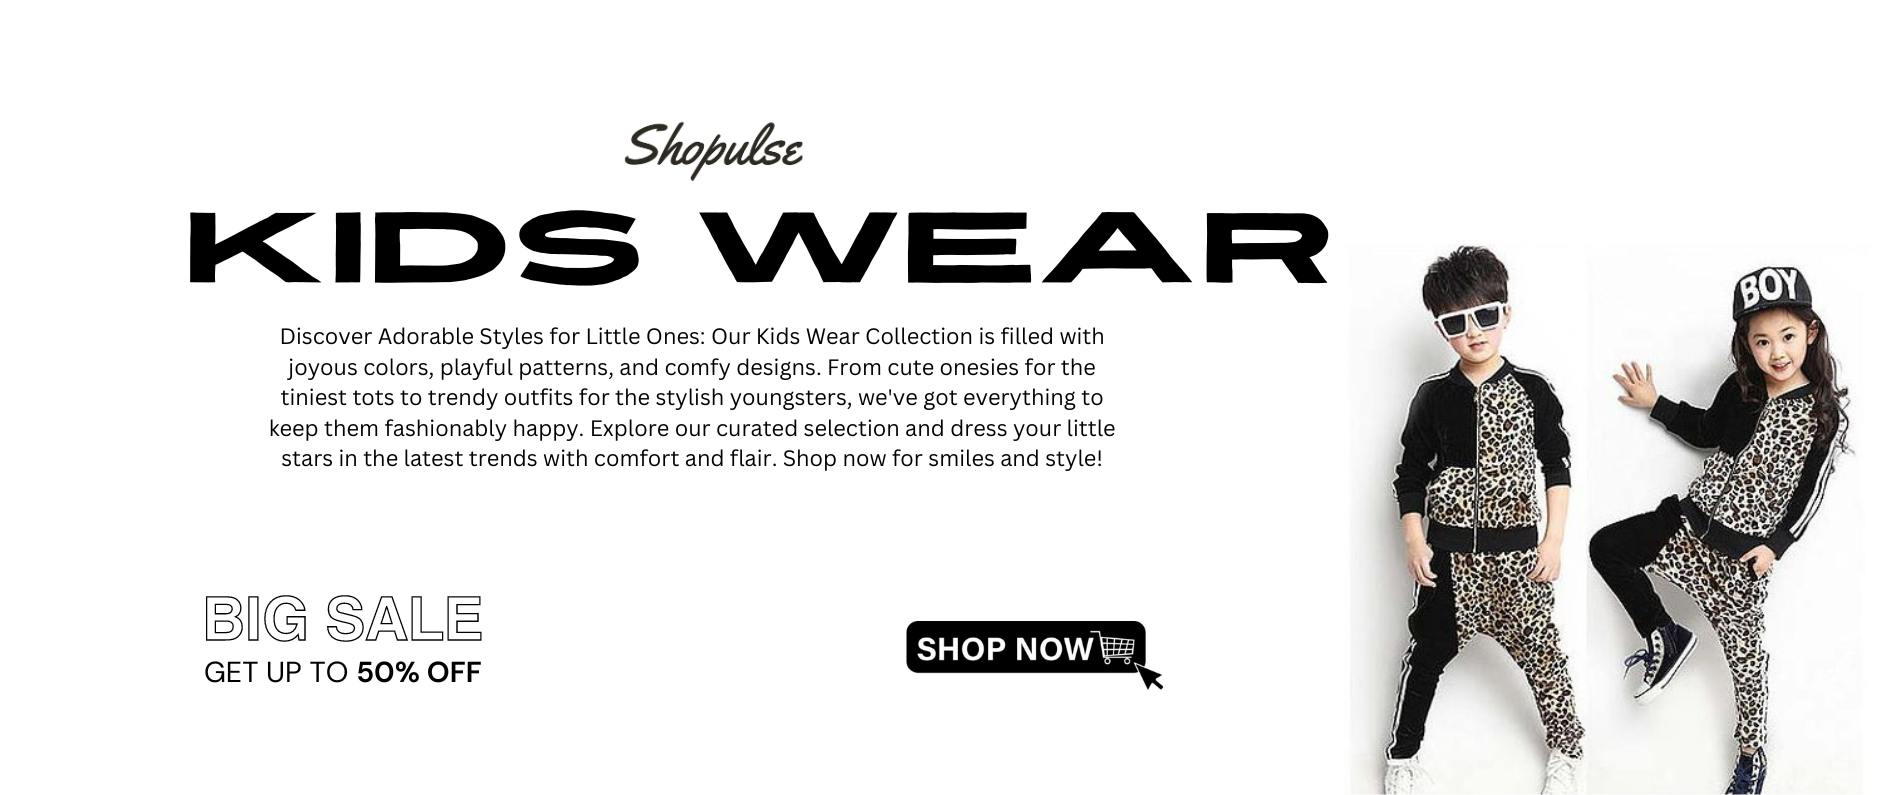 Shopulse
KIDS WEAR
Discover Adorable Styles for Little Ones: Our Kids Wear Collection is filled with
joyous colors, playful patterns, and comfy designs. From cute onesies for the
tiniest tots to trendy outfits for the stylish youngsters, we've got everything to
keep them fashionably happy. Explore our curated selection and dress your little
stars in the latest trends with comfort and flair. Shop now for smiles and style!
BIG SALE
GET UP TO 50% OFF
SHOP NOW
BOY